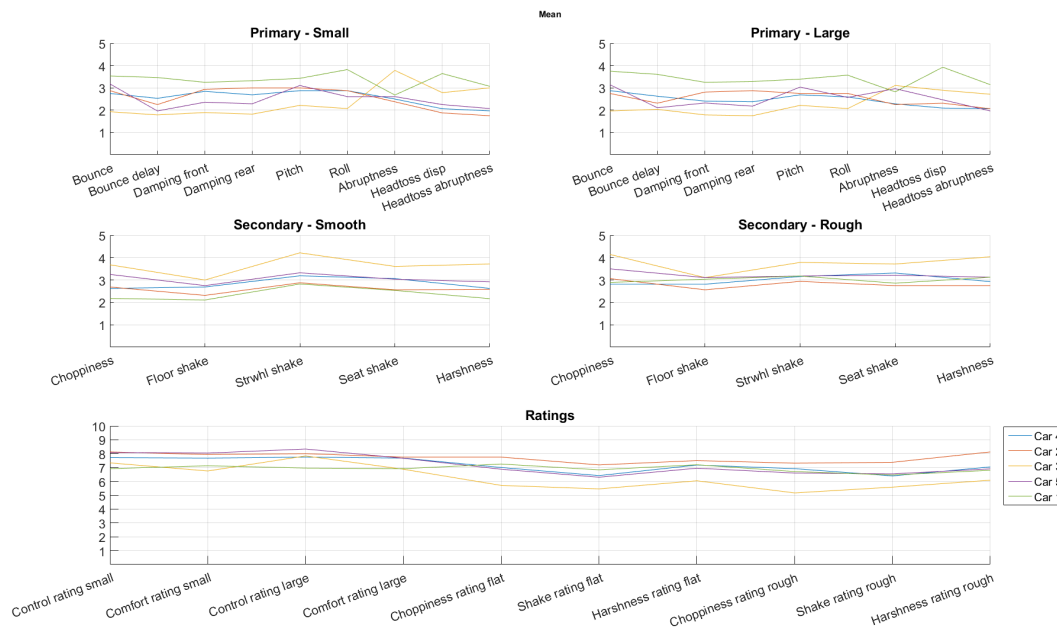 Mean
Primary - Small
5
4
3
2
1
Bounce
Bounce delay
Damping front
Damping rear
Pitch
Roll
Abruptness
Headtoss disp
Headtoss abruptness
Primary - Large
5
4
3
2
1
Bounce
Bounce delay
Damping front
Damping rear
Pitch
Roll
Abruptness
Headtoss disp
Headtoss abruptness
Secondary - Smooth
5
4
3
2
1
Choppiness
Floor shake
Strwhl shake
Seat shake
Harshness
Secondary - Rough
5
4
3
2
1
Choppiness
Floor shake
Strwhl shake
Seat shake
Harshness
Ratings
10
9
8
7
6
5
4
3
2
1
Control rating small
Comfort rating small
Control rating large
Comfort rating large
Choppiness rating flat
Shake rating flat
Harshness rating flat
Choppiness rating rough
Shake rating rough
Harshness rating rough
Car 4
Car 2
Car 3
Car 5
Car